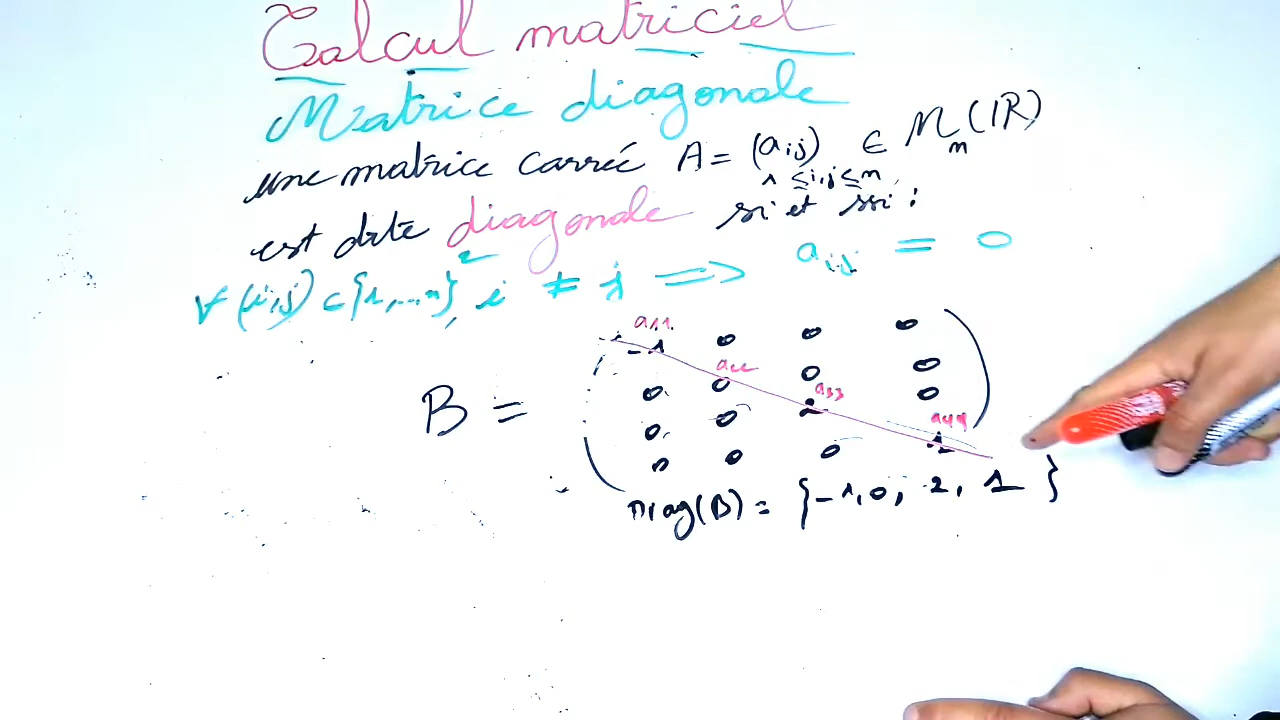 Calcul matriciel
Matrice diagonale
une matrice carrée A = (aij) ∈ Mn(IR)
1 ≤ i,j ≤ n
est dite diagonale si et ssi :
∀ (i,j) ∈ {1,...n}², i ≠ j ⟹ aij = 0
a11
-1 0 0 0
a22
0 0 0 0
a33
B = 0 0 2 0
a44
0 0 0 1
Diag(B) = {-1, 0, 2, 1}